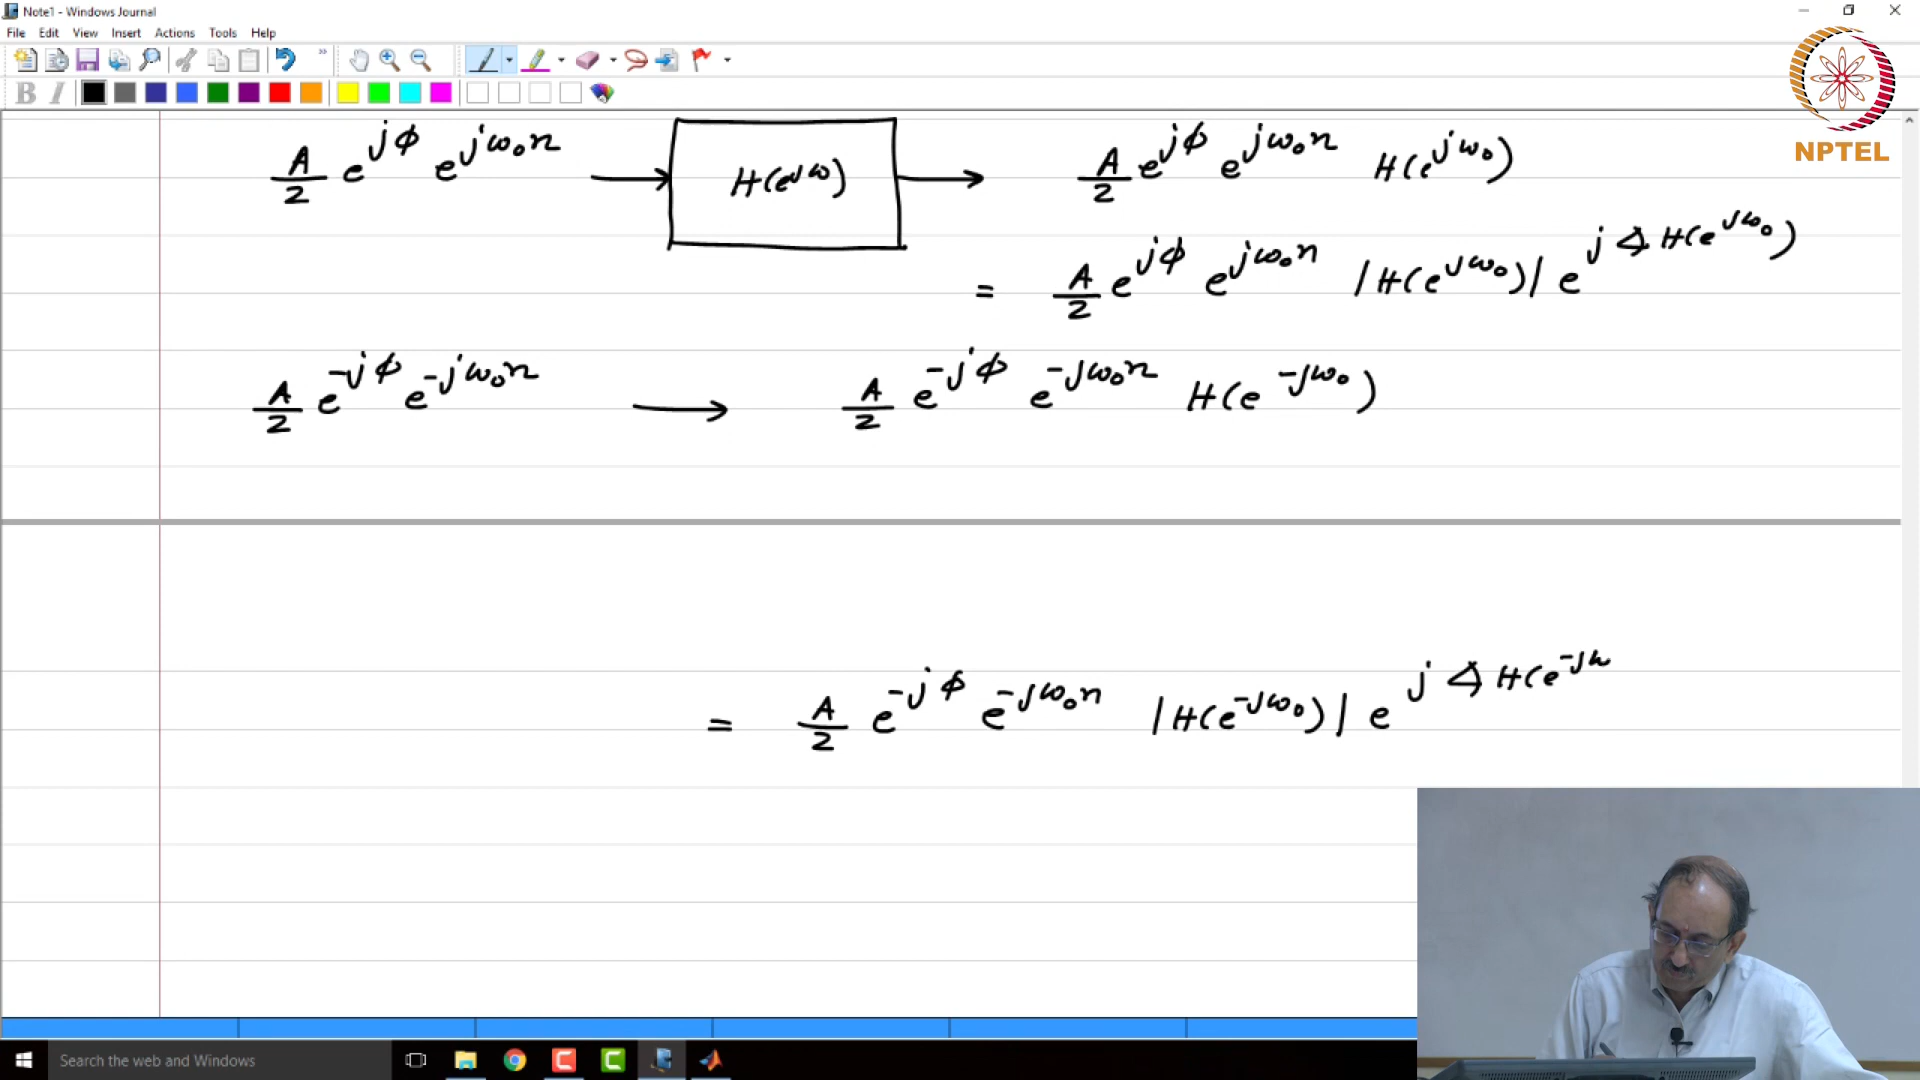 Note1 - Windows Journal
File Edit View Insert Actions Tools Help
B I
NPTEL
A/2 e^{jϕ} e^{jω₀n} → H(e^{jω}) → A/2 e^{jϕ} e^{jω₀n} H(e^{jω₀})
= A/2 e^{jϕ} e^{jω₀n} |H(e^{jω₀})| e^{j∢H(e^{jω₀})}
A/2 e^{-jϕ} e^{-jω₀n} → A/2 e^{-jϕ} e^{-jω₀n} H(e^{-jω₀})
= A/2 e^{-jϕ} e^{-jω₀n} |H(e^{-jω₀})| e^{j∢H(e^{-jω
Search the web and Windows